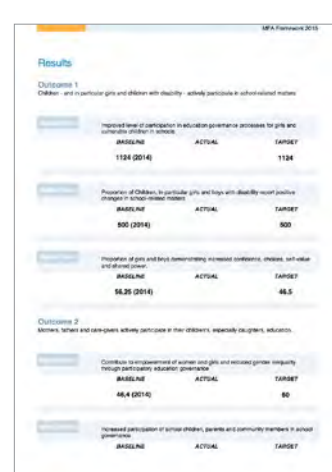 MFA Framework 2015
Results
Outcome 1
Children - and in particular girls and children with disability - actively participate in school-related matters
Improved level of participation in education governance processes for girls and
vulnerable children in schools
BASELINE ACTUAL TARGET
1124 (2014) 1124
Proportion of Children, in particular girls and boys with disability report positive
changes in school-related matters
BASELINE ACTUAL TARGET
500 (2014) 500
Proportion of girls and boys demonstrating increased confidence, choices, self-value
and shared power.
BASELINE ACTUAL TARGET
56,25 (2014) 46.5
Outcome 2
Mothers, fathers and care-givers actively participate in their children's, especially daughters, education.
Contribute to empowerment of women and girls and reduced gender inequality
through participatory education governance
BASELINE ACTUAL TARGET
46,4 (2014) 50
Increased participation of school children, parents and community members in school
governance
BASELINE ACTUAL TARGET